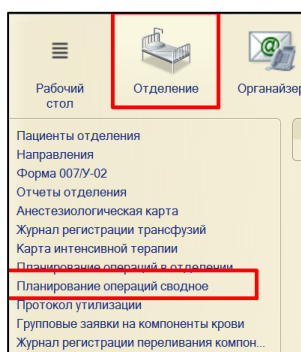 Рабочий
стол
Отделение
Органайзер
Пациенты отделения
Направления
Форма 007/У-02
Отчеты отделения
Анестезиологическая карта
Журнал регистрации трансфузий
Карта интенсивной терапии
Планирование операций в отделении
Планирование операций сводное
Протокол утилизации
Групповые заявки на компоненты крови
Журнал регистрации переливания компон...